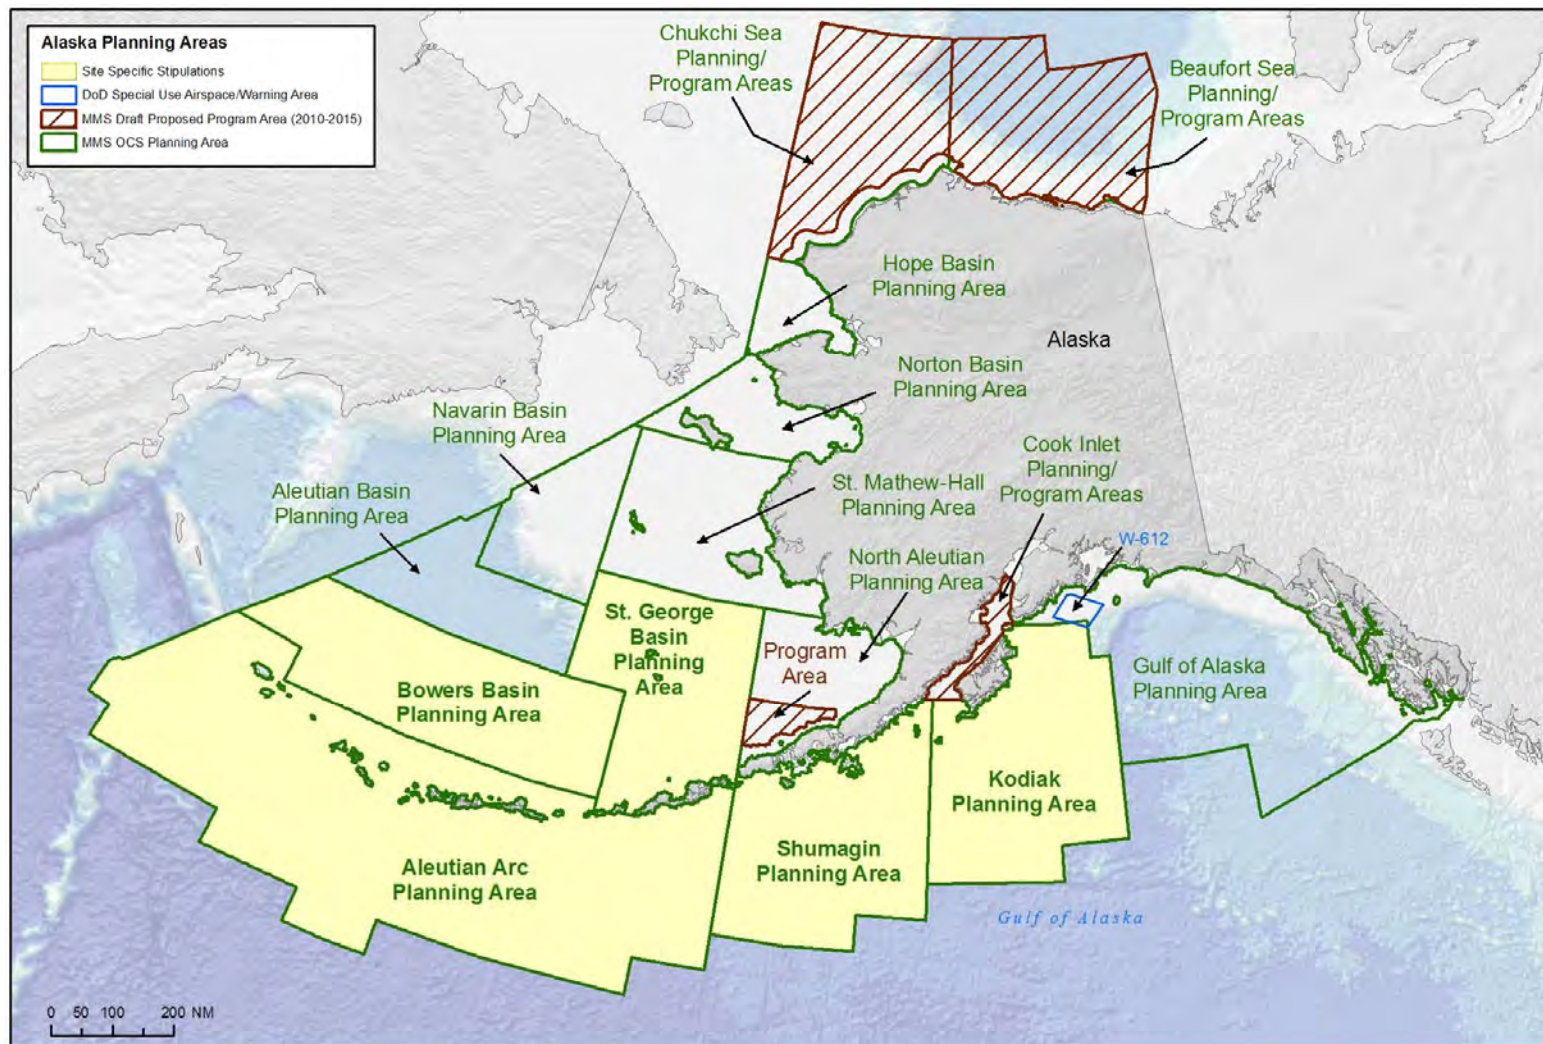 Alaska Planning Areas
Site Specific Stipulations
DoD Special Use Airspace/Warning Area
MMS Draft Proposed Program Area (2010-2015)
MMS OCS Planning Area
Chukchi Sea
Planning/
Program Areas
Beaufort Sea
Planning/
Program Areas
Hope Basin
Planning Area
Alaska
Norton Basin
Planning Area
Navarin Basin
Planning Area
Cook Inlet
Planning/
Program Areas
Aleutian Basin
Planning Area
St. Mathew-Hall
Planning Area
W-612
North Aleutian
Planning Area
St. George
Basin
Planning
Area
Program
Area
Gulf of Alaska
Planning Area
Bowers Basin
Planning Area
Kodiak
Planning Area
Shumagin
Planning Area
Aleutian Arc
Planning Area
Gulf of Alaska
0 50 100 200 NM